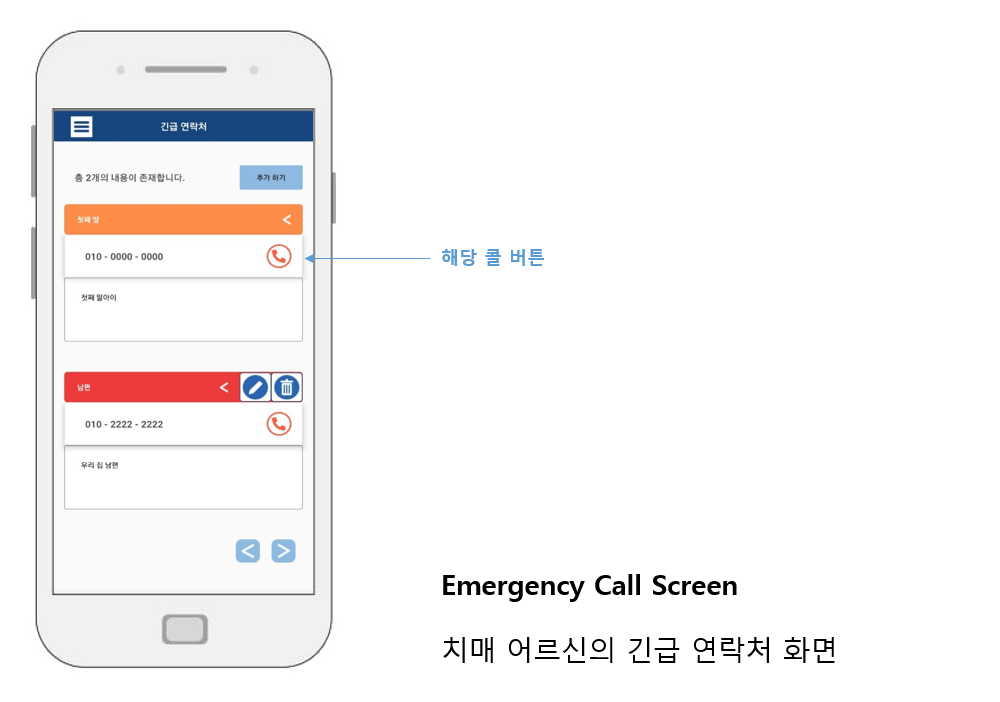 긴급 연락처
총 2개의 내용이 존재합니다.
추가 하기
첫째 딸
010 - 0000 - 0000
해당 콜 버튼
첫째 딸아이
남편
010 - 2222 - 2222
우리 집 남편
Emergency Call Screen
치매 어르신의 긴급 연락처 화면